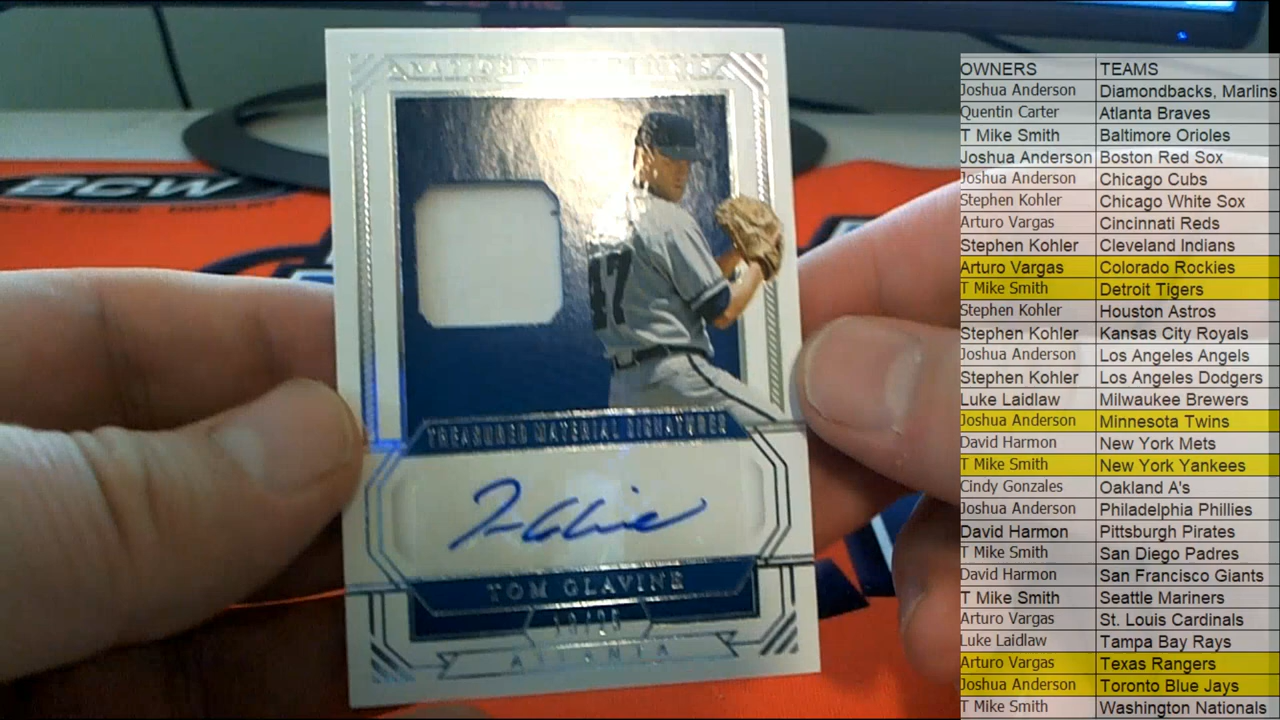 BCW
47
TREASURED MATERIAL SIGNATURES
TOM GLAVINE
ATLANTA
OWNERS TEAMS
Joshua Anderson Diamondbacks, Marlins
Quentin Carter Atlanta Braves
T Mike Smith Baltimore Orioles
Joshua Anderson Boston Red Sox
Joshua Anderson Chicago Cubs
Stephen Kohler Chicago White Sox
Arturo Vargas Cincinnati Reds
Stephen Kohler Cleveland Indians
Arturo Vargas Colorado Rockies
T Mike Smith Detroit Tigers
Stephen Kohler Houston Astros
Stephen Kohler Kansas City Royals
Joshua Anderson Los Angeles Angels
Stephen Kohler Los Angeles Dodgers
Luke Laidlaw Milwaukee Brewers
Joshua Anderson Minnesota Twins
David Harmon New York Mets
T Mike Smith New York Yankees
Cindy Gonzales Oakland A's
Joshua Anderson Philadelphia Phillies
David Harmon Pittsburgh Pirates
T Mike Smith San Diego Padres
David Harmon San Francisco Giants
T Mike Smith Seattle Mariners
Arturo Vargas St. Louis Cardinals
Luke Laidlaw Tampa Bay Rays
Arturo Vargas Texas Rangers
Joshua Anderson Toronto Blue Jays
T Mike Smith Washington Nationals